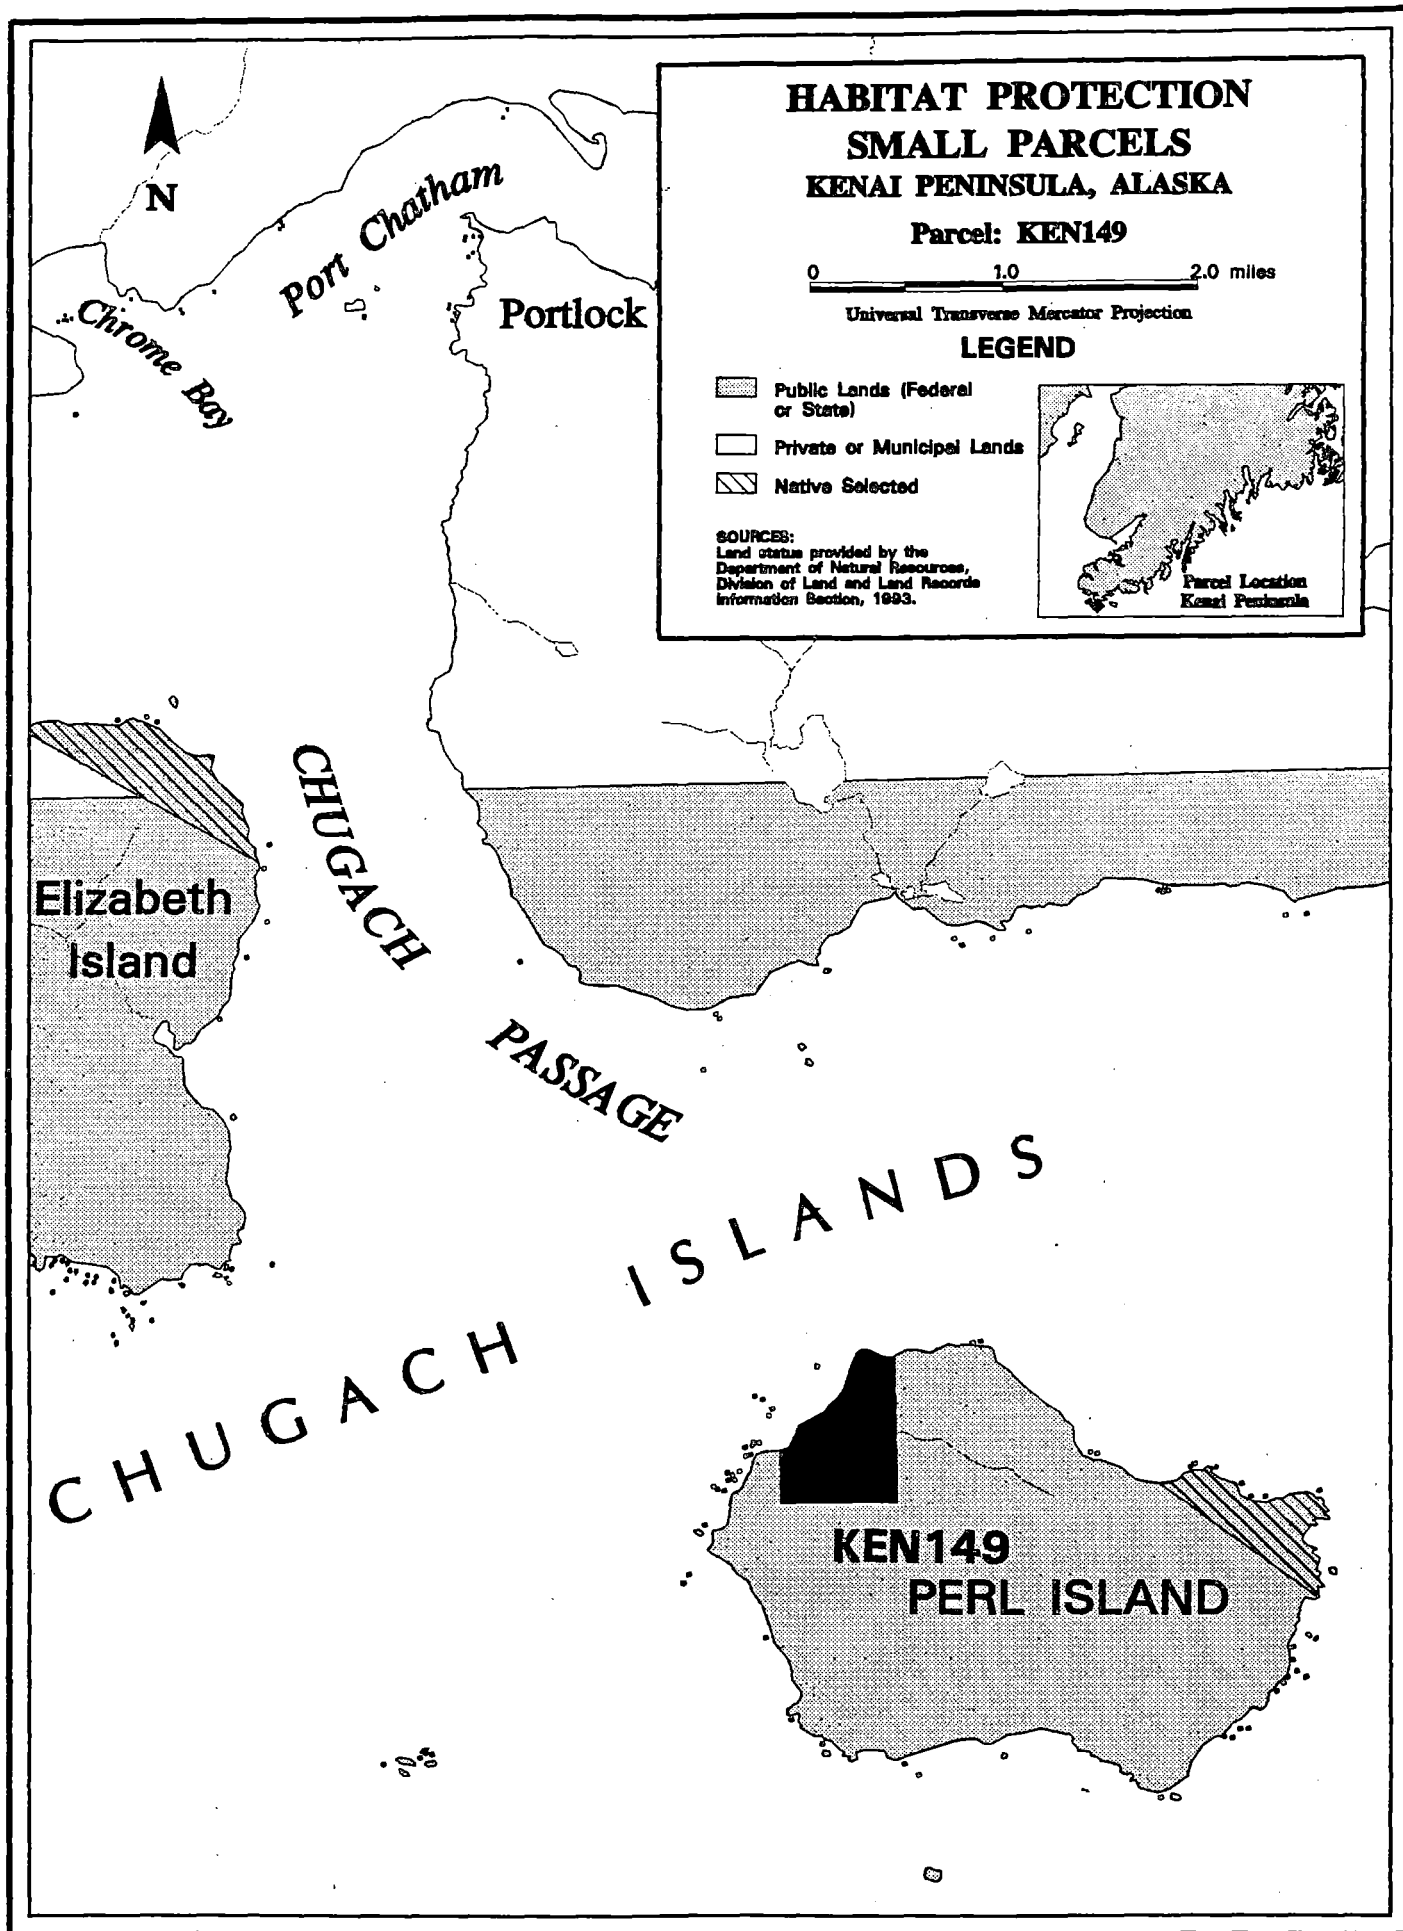 HABITAT PROTECTION
SMALL PARCELS
KENAI PENINSULA, ALASKA
Parcel: KEN149
0 1.0 2.0 miles
Universal Transverse Mercator Projection
LEGEND
Public Lands (Federal
or State)
Private or Municipal Lands
Native Selected
SOURCES:
Land status provided by the
Department of Natural Resources,
Division of Land and Land Records
Information Section, 1993.
Parcel Location
Kenai Peninsula
N
Port Chatham
Chrome Bay
Portlock
CHUGACH
PASSAGE
Elizabeth
Island
CHUGACH ISLANDS
KEN149
PERL ISLAND